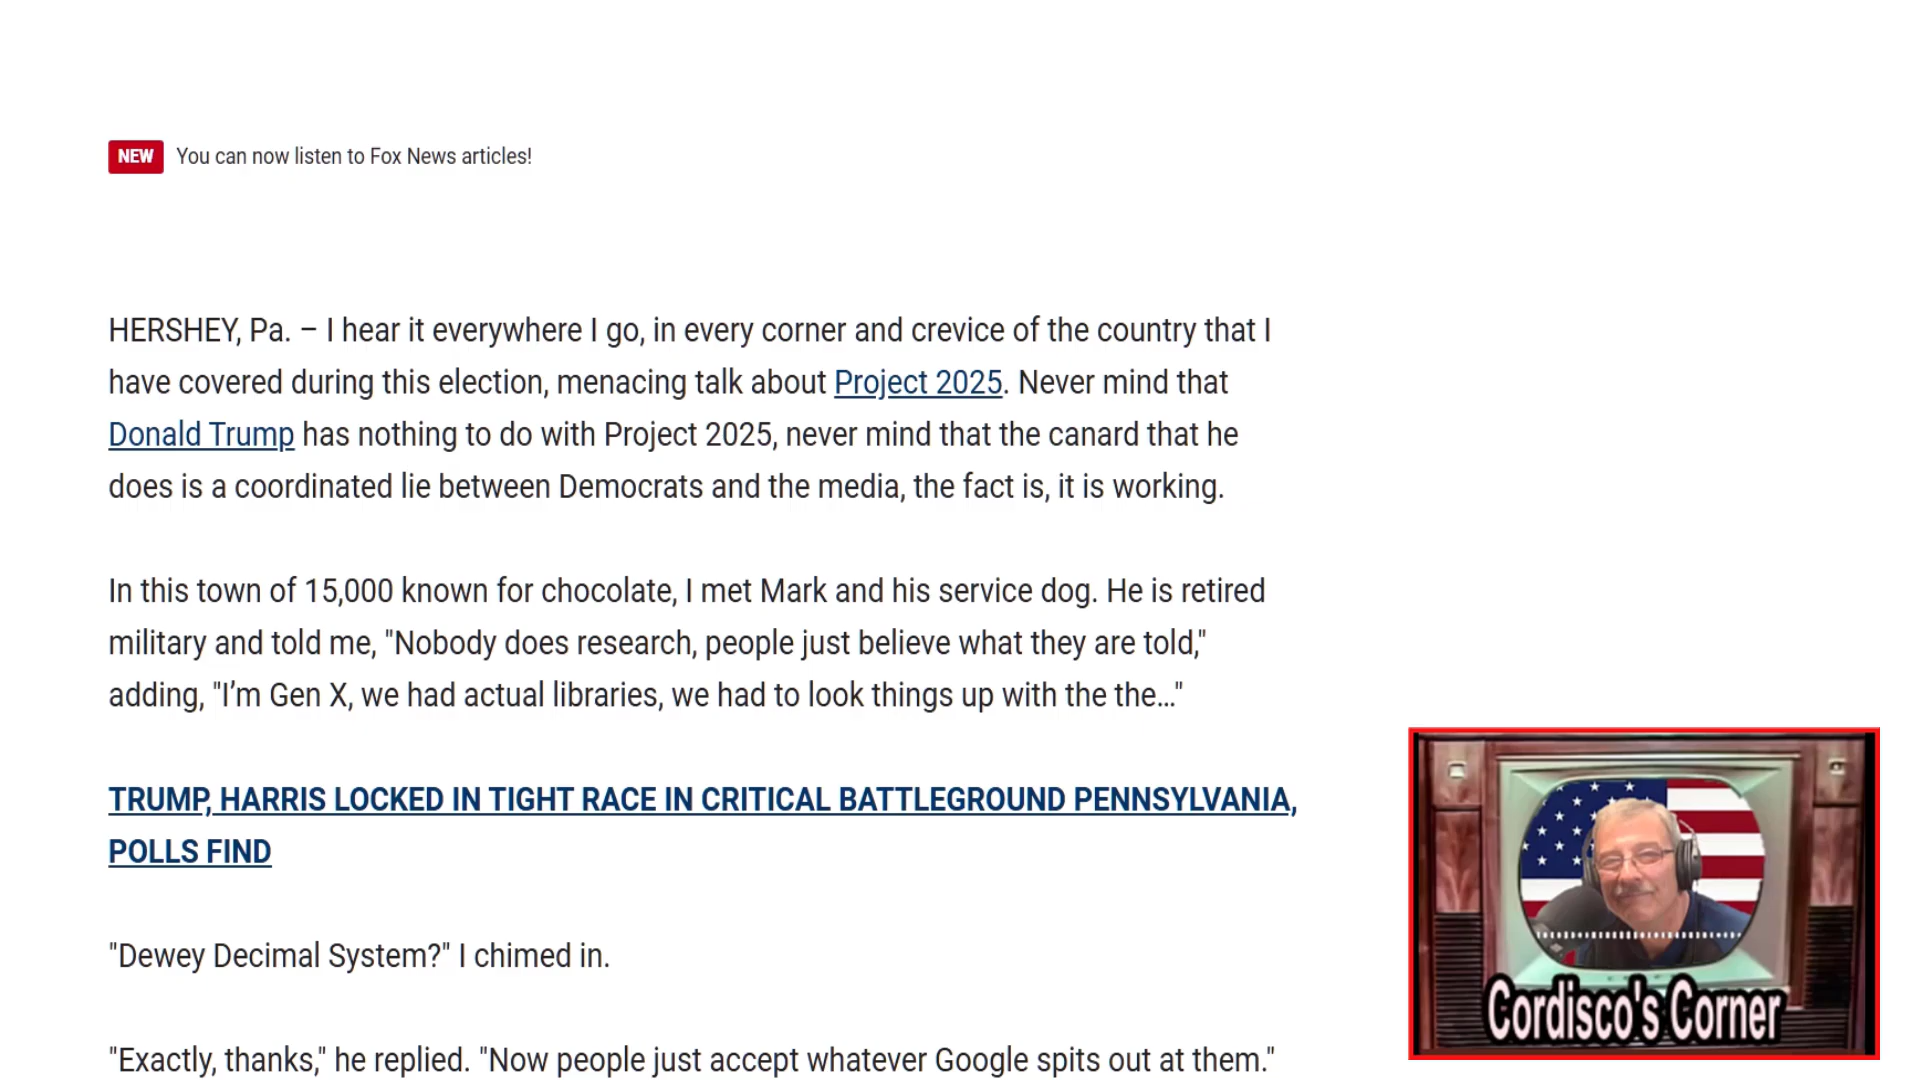 NEW You can now listen to Fox News articles!
HERSHEY, Pa. – I hear it everywhere I go, in every corner and crevice of the country that I
have covered during this election, menacing talk about Project 2025. Never mind that
Donald Trump has nothing to do with Project 2025, never mind that the canard that he
does is a coordinated lie between Democrats and the media, the fact is, it is working.
In this town of 15,000 known for chocolate, I met Mark and his service dog. He is retired
military and told me, "Nobody does research, people just believe what they are told,"
adding, "I’m Gen X, we had actual libraries, we had to look things up with the the…"
TRUMP, HARRIS LOCKED IN TIGHT RACE IN CRITICAL BATTLEGROUND PENNSYLVANIA,
POLLS FIND
"Dewey Decimal System?" I chimed in.
"Exactly, thanks," he replied. "Now people just accept whatever Google spits out at them."
Cordisco's Corner